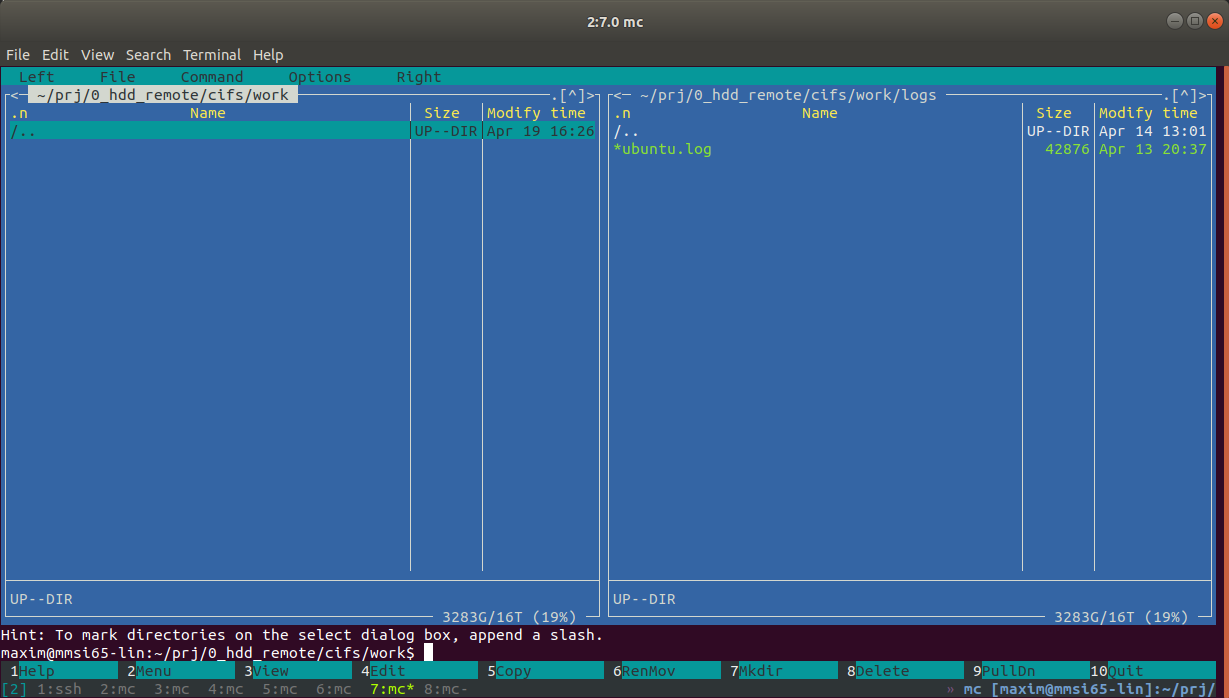 2:7.0 mc
File Edit View Search Terminal Help
Left File Command Options Right
<─ ~/prj/0_hdd_remote/cifs/work ─.[^]>
.n Name Size Modify time
/.. UP--DIR Apr 19 16:26
UP--DIR
3283G/16T (19%)
<─ ~/prj/0_hdd_remote/cifs/work/logs ─.[^]>
.n Name Size Modify time
/.. UP--DIR Apr 14 13:01
*ubuntu.log 42876 Apr 13 20:37
UP--DIR
3283G/16T (19%)
Hint: To mark directories on the select dialog box, append a slash.
maxim@mmsi65-lin:~/prj/0_hdd_remote/cifs/work$
1Help 2Menu 3View 4Edit 5Copy 6RenMov 7Mkdir 8Delete 9PullDn 10Quit
[2] 1:ssh 2:mc 3:mc 4:mc 5:mc 6:mc 7:mc* 8:mc- » mc [maxim@mmsi65-lin]:~/prj/